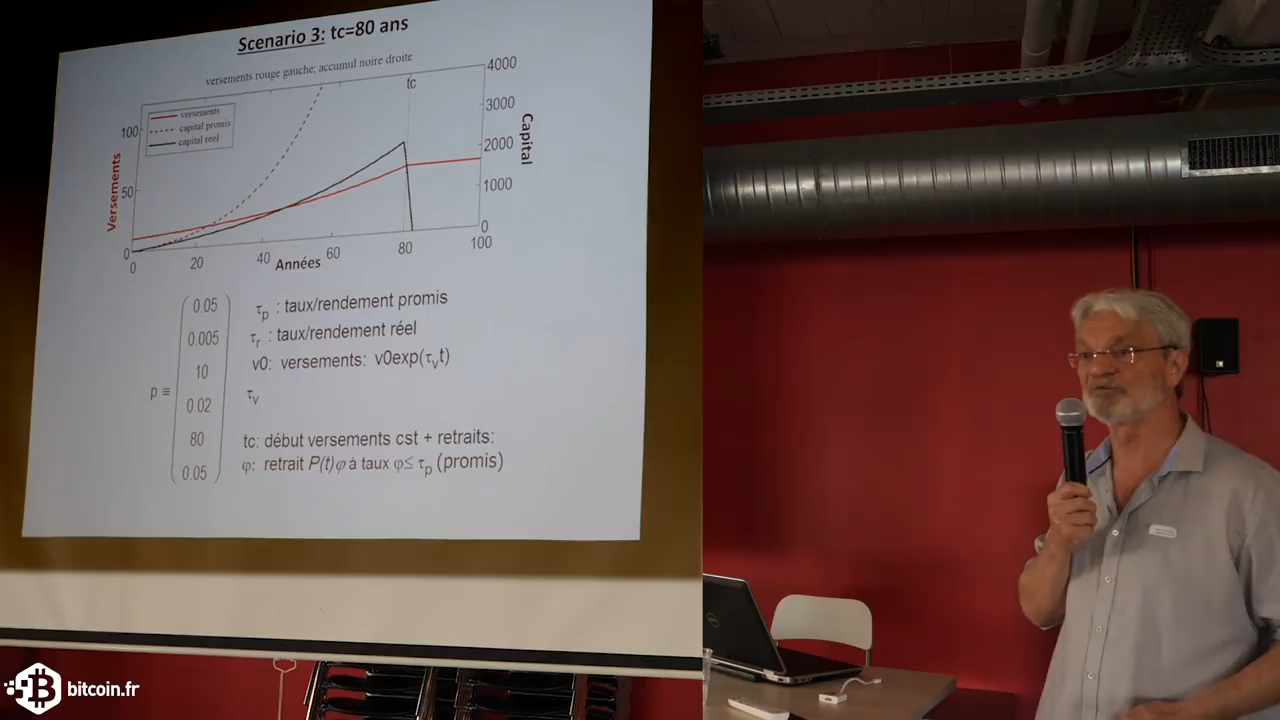 Scenario 3: tc=80 ans
versements rouge gauche; accumul noire droite
tc
versements
capital promis
capital réel
100
50
0
Versements
4000
3000
2000
1000
0
Capital
0 20 40 60 80 100
Années
p ≡
0.05
0.005
10
0.02
80
0.05
τp : taux/rendement promis
τr : taux/rendement réel
v0: versements: v0exp(τvt)
τv
tc: début versements cst + retraits:
φ: retrait P(t)φ à taux φ≤ τp (promis)
bitcoin.fr